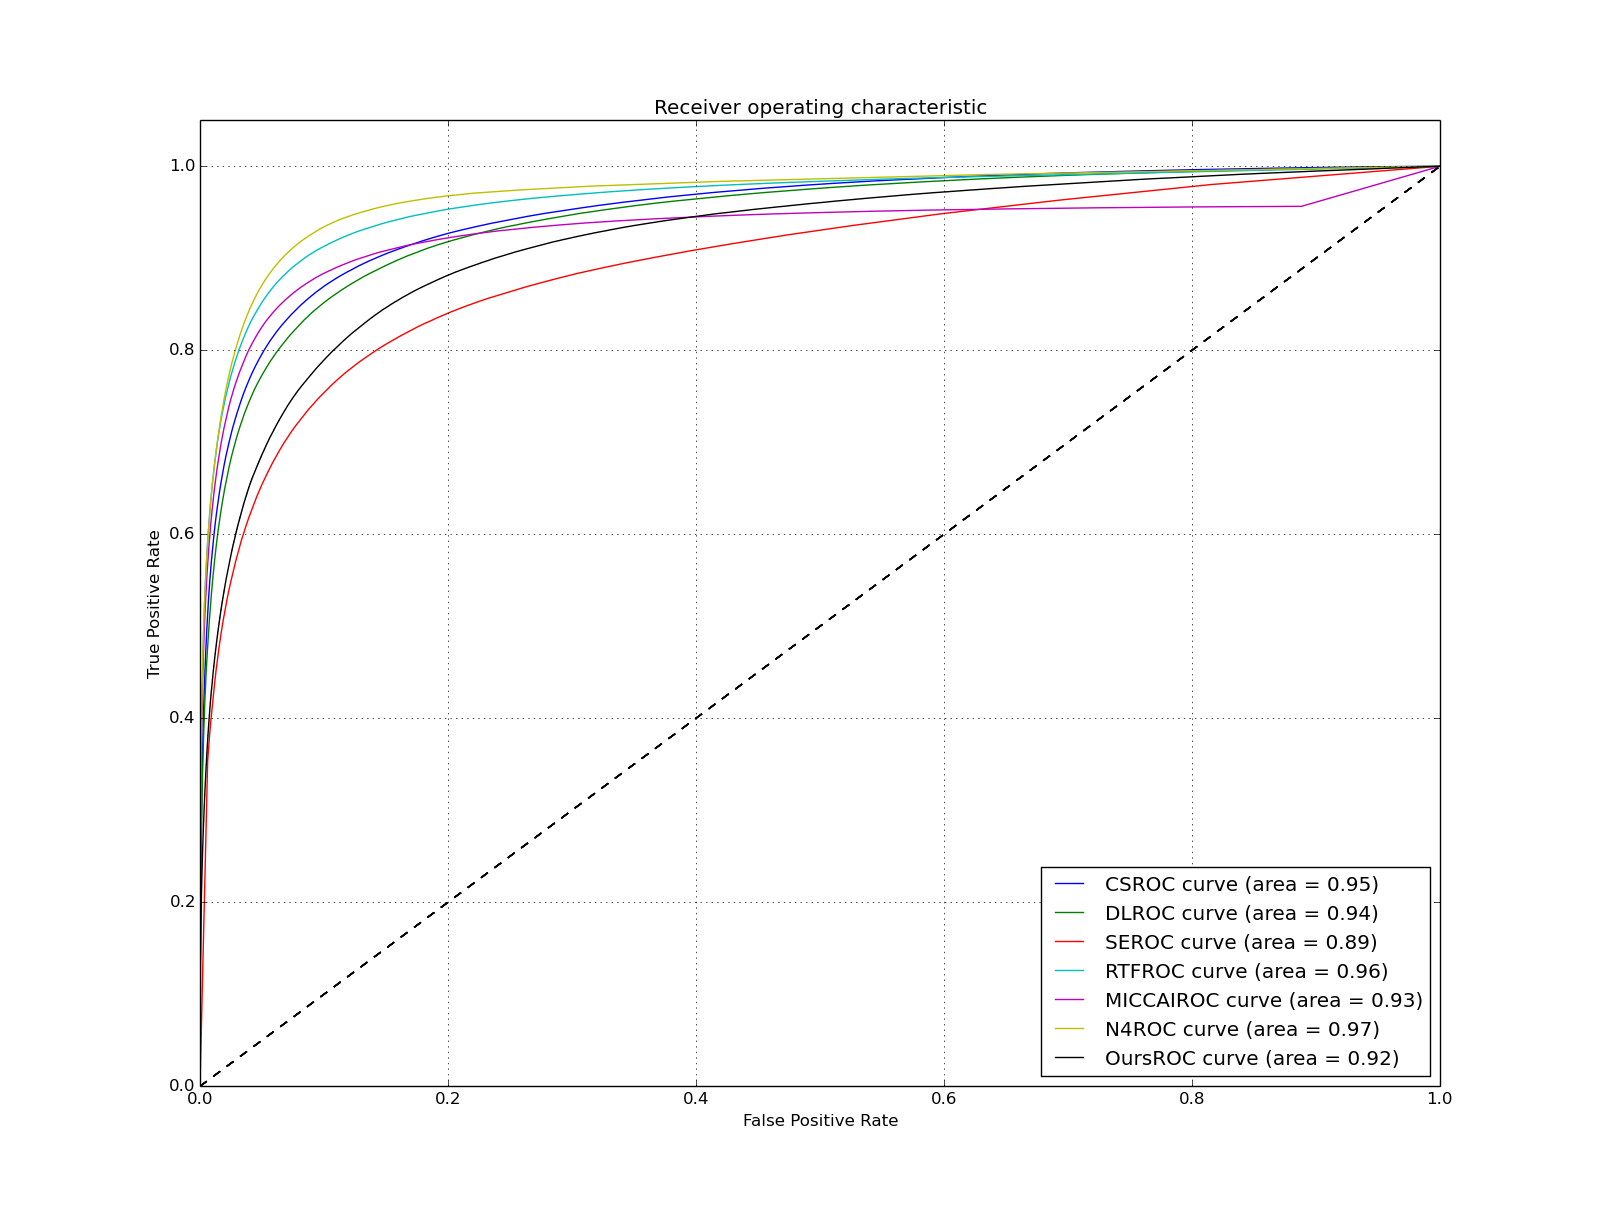 Receiver operating characteristic
1.0
0.8
0.6
0.4
0.2
0.0
True Positive Rate
0.0 0.2 0.4 0.6 0.8 1.0
False Positive Rate
CSROC curve (area = 0.95)
DLROC curve (area = 0.94)
SEROC curve (area = 0.89)
RTFROC curve (area = 0.96)
MICCAIROC curve (area = 0.93)
N4ROC curve (area = 0.97)
OursROC curve (area = 0.92)